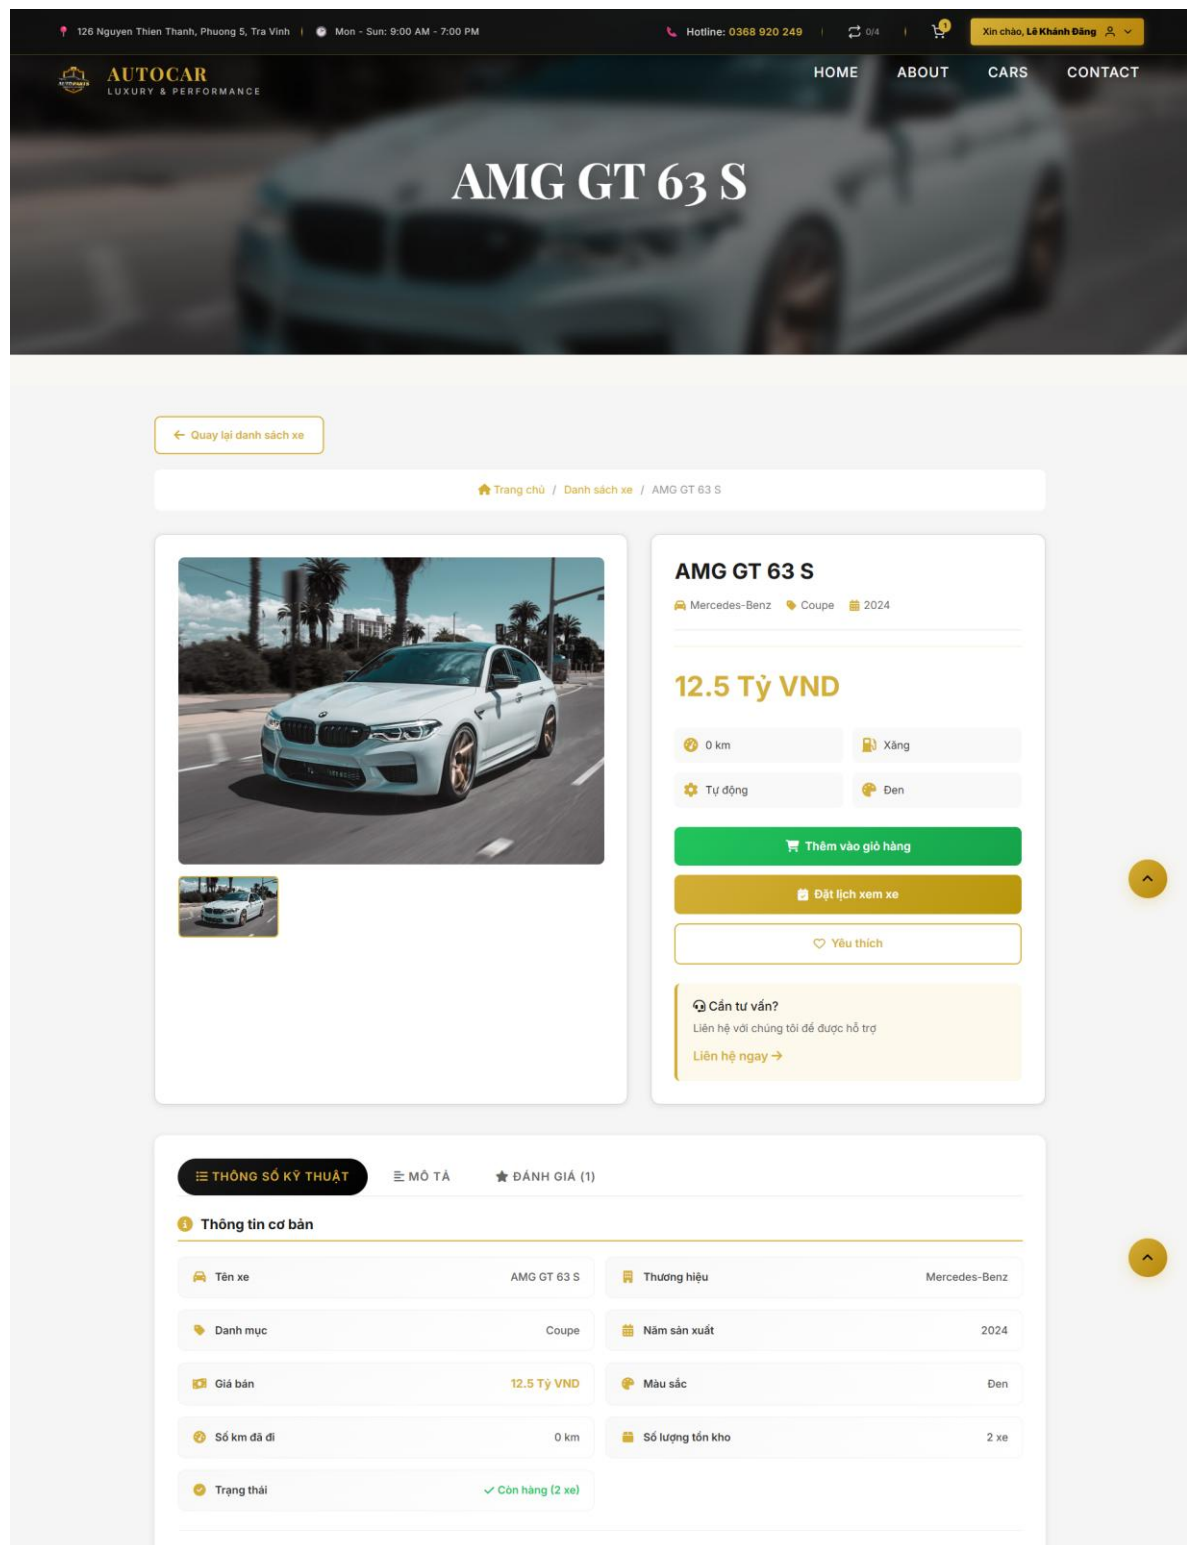 126 Nguyen Thien Thanh, Phuong 5, Tra Vinh
Mon - Sun: 9:00 AM - 7:00 PM
Hotline: 0368 920 249
0/4
1
Xin chào, Lê Khánh Đăng
AUTOCAR
LUXURY & PERFORMANCE
HOME
ABOUT
CARS
CONTACT
AMG GT 63 S
Quay lại danh sách xe
Trang chủ / Danh sách xe / AMG GT 63 S
AMG GT 63 S
Mercedes-Benz Coupe 2024
12.5 Tỷ VND
0 km
Xăng
Tự động
Đen
Thêm vào giỏ hàng
Đặt lịch xem xe
Yêu thích
Cần tư vấn?
Liên hệ với chúng tôi để được hỗ trợ
Liên hệ ngay
THÔNG SỐ KỸ THUẬT
MÔ TẢ
ĐÁNH GIÁ (1)
Thông tin cơ bản
Tên xe AMG GT 63 S
Thương hiệu Mercedes-Benz
Danh mục Coupe
Năm sản xuất 2024
Giá bán 12.5 Tỷ VND
Màu sắc Đen
Số km đã đi 0 km
Số lượng tồn kho 2 xe
Trạng thái Còn hàng (2 xe)